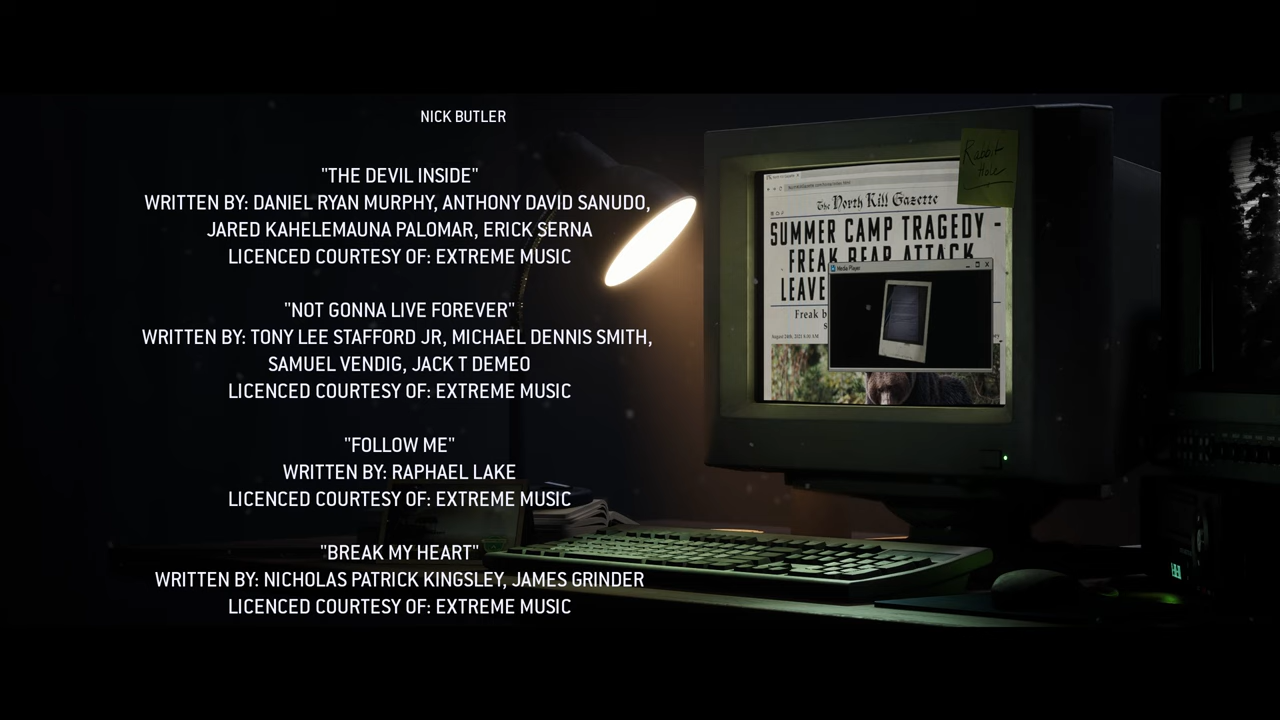 NICK BUTLER
"THE DEVIL INSIDE"
WRITTEN BY: DANIEL RYAN MURPHY, ANTHONY DAVID SANUDO,
JARED KAHELEMAUNA PALOMAR, ERICK SERNA
LICENCED COURTESY OF: EXTREME MUSIC
"NOT GONNA LIVE FOREVER"
WRITTEN BY: TONY LEE STAFFORD JR, MICHAEL DENNIS SMITH,
SAMUEL VENDIG, JACK T DEMEO
LICENCED COURTESY OF: EXTREME MUSIC
"FOLLOW ME"
WRITTEN BY: RAPHAEL LAKE
LICENCED COURTESY OF: EXTREME MUSIC
"BREAK MY HEART"
WRITTEN BY: NICHOLAS PATRICK KINGSLEY, JAMES GRINDER
LICENCED COURTESY OF: EXTREME MUSIC
Rabbit
Hole
The North Kill Gazette
SUMMER CAMP TRAGEDY -
FREAK BEAR ATTACK
LEAVE
Media Player
Freak b
s